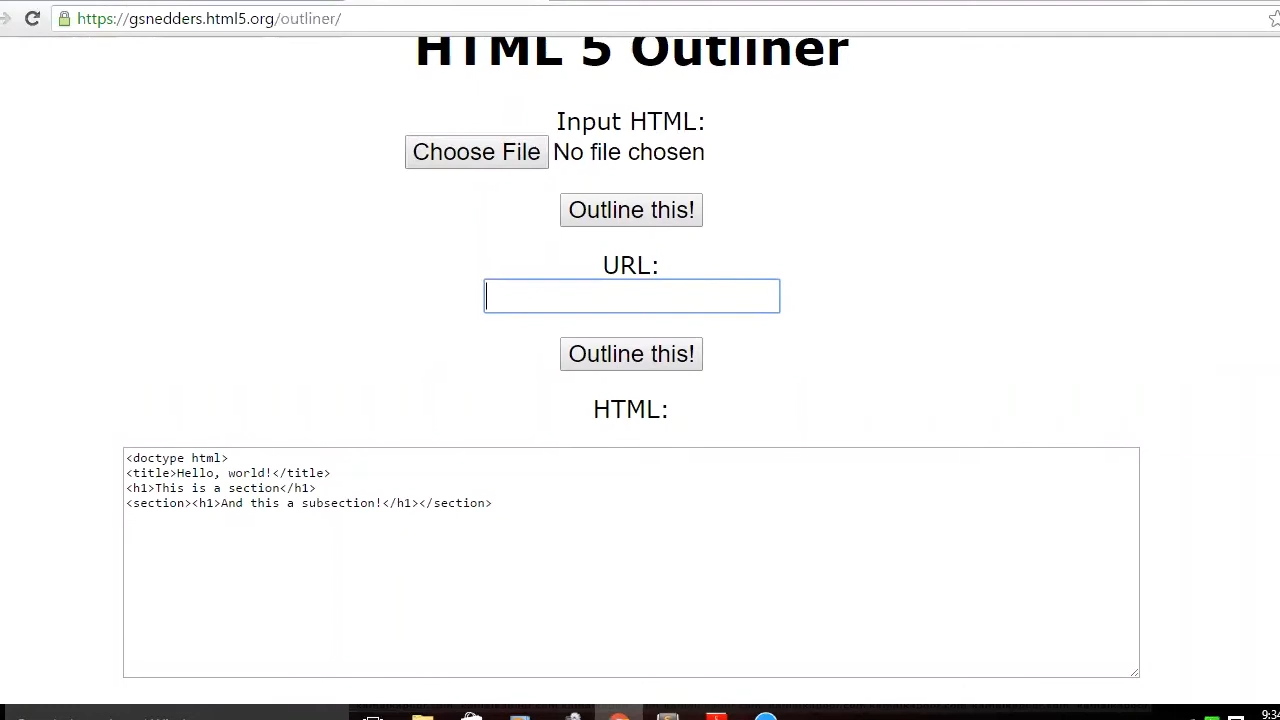 https://gsnedders.html5.org/outliner/
HTML 5 Outliner
Input HTML:
Choose File No file chosen
Outline this!
URL:
Outline this!
HTML:
<doctype html>
<title>Hello, world!</title>
<h1>This is a section</h1>
<section><h1>And this a subsection!</h1></section>